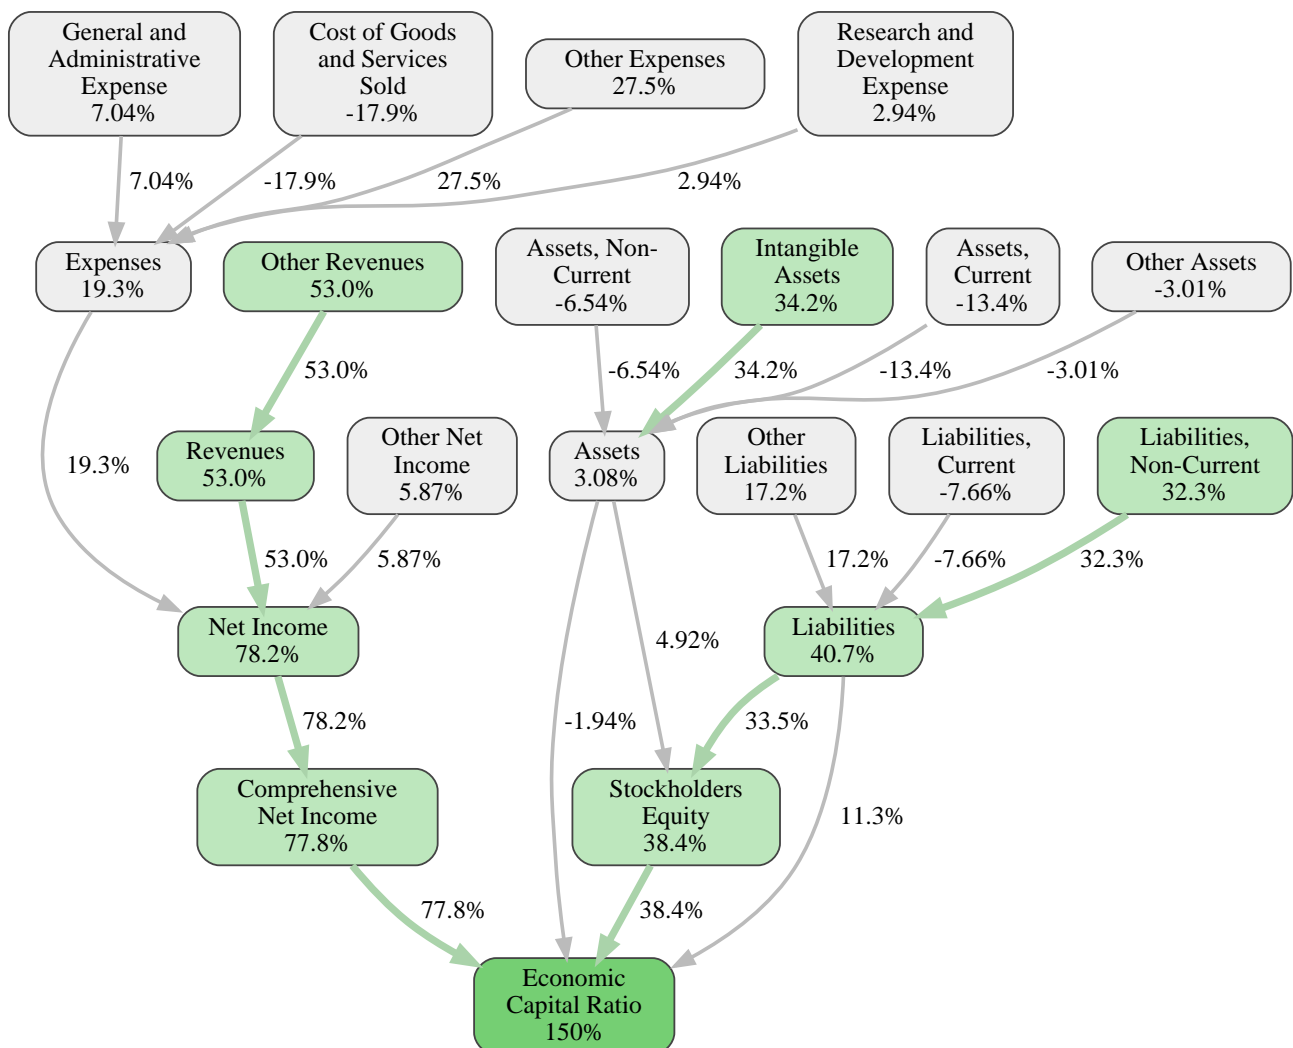 General and
Administrative
Expense
7.04%
Cost of Goods
and Services
Sold
-17.9%
Other Expenses
27.5%
Research and
Development
Expense
2.94%
7.04%
-17.9%
27.5%
2.94%
Expenses
19.3%
Other Revenues
53.0%
Assets, Non-
Current
-6.54%
Intangible
Assets
34.2%
Assets,
Current
-13.4%
Other Assets
-3.01%
53.0%
-6.54%
34.2%
-13.4%
-3.01%
19.3%
Revenues
53.0%
Other Net
Income
5.87%
Assets
3.08%
Other
Liabilities
17.2%
Liabilities,
Current
-7.66%
Liabilities,
Non-Current
32.3%
53.0%
5.87%
17.2%
-7.66%
32.3%
Net Income
78.2%
4.92%
Liabilities
40.7%
78.2%
-1.94%
33.5%
Comprehensive
Net Income
77.8%
Stockholders
Equity
38.4%
11.3%
77.8%
38.4%
Economic
Capital Ratio
150%